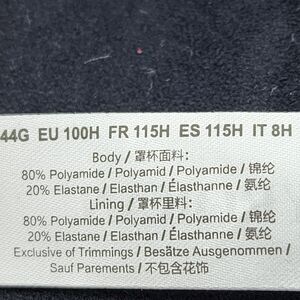 44G EU 100H FR 115H ES 115H IT 8H
Body / 罩杯面料:
80% Polyamide / Polyamid / Polyamide / 锦纶
20% Elastane / Elasthan / Élasthanne / 氨纶
Lining / 罩杯里料:
80% Polyamide / Polyamid / Polyamide / 锦纶
20% Elastane / Elasthan / Élasthanne / 氨纶
Exclusive of Trimmings / Besätze Ausgenommen /
Sauf Parements / 不包含花饰